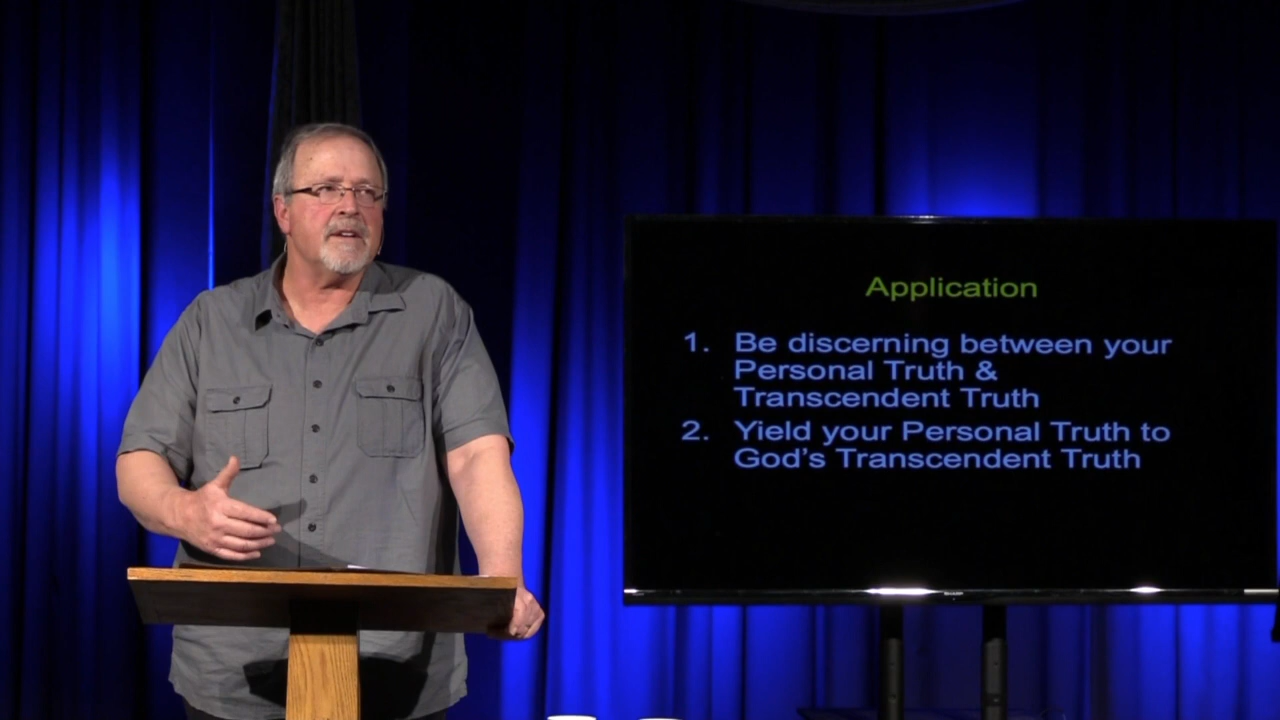 Application
1. Be discerning between your
Personal Truth &
Transcendent Truth
2. Yield your Personal Truth to
God's Transcendent Truth
SHARP